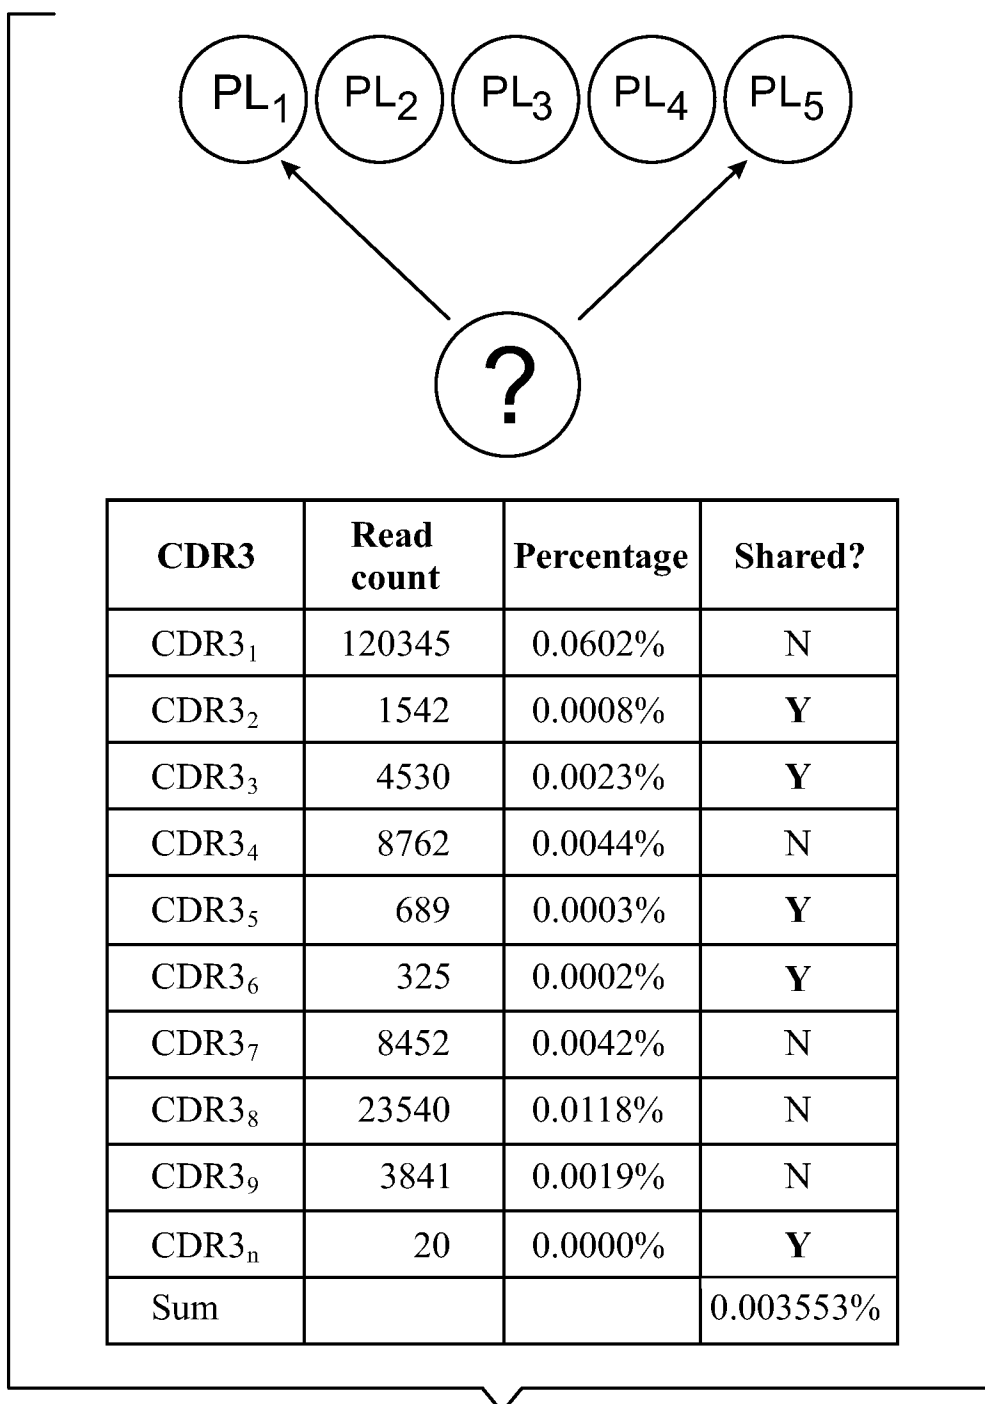 PL₁ PL₂ PL₃ PL₄ PL₅
?
CDR3 Read count Percentage Shared?
CDR3₁ 120345 0.0602% N
CDR3₂ 1542 0.0008% Y
CDR3₃ 4530 0.0023% Y
CDR3₄ 8762 0.0044% N
CDR3₅ 689 0.0003% Y
CDR3₆ 325 0.0002% Y
CDR3₇ 8452 0.0042% N
CDR3₈ 23540 0.0118% N
CDR3₉ 3841 0.0019% N
CDR3ₙ 20 0.0000% Y
Sum 0.003553%